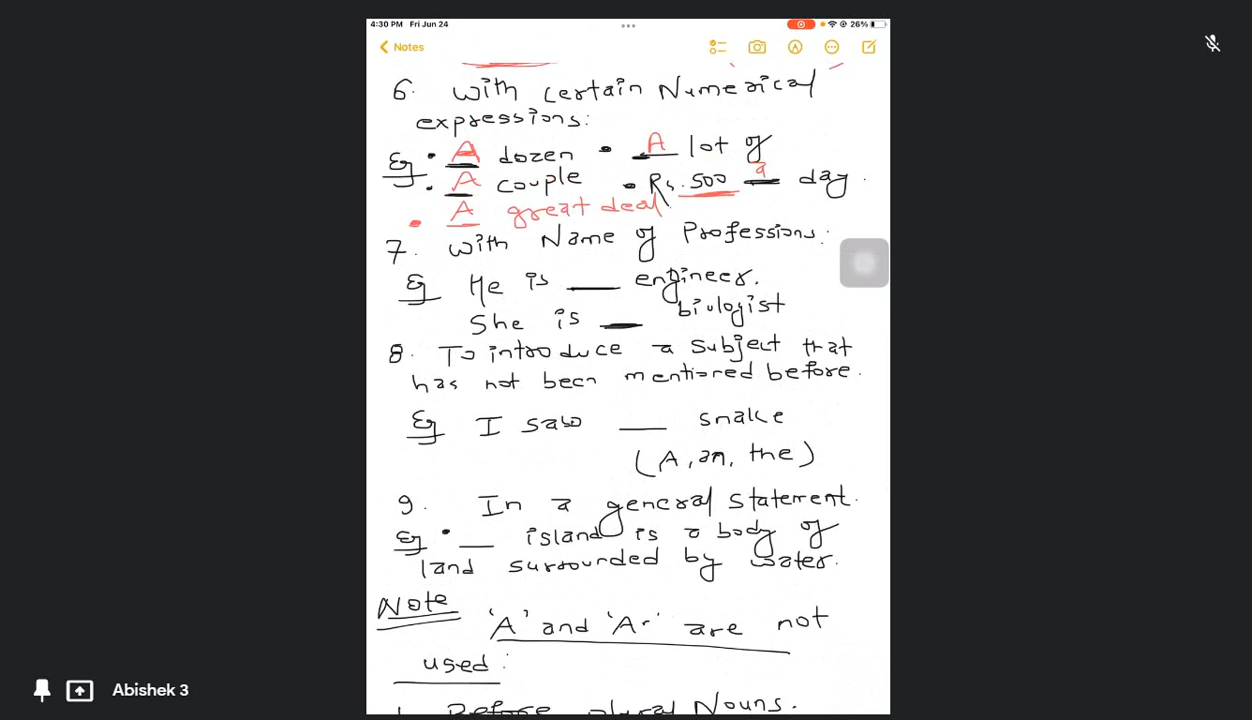 4:30 PM Fri Jun 24
26%
Notes
6. With certain Numerical
expressions:
Eg • A dozen • A lot of
• A couple • Rs. 500 a day.
• A great deal
7. With Name of Professions:
Eg He is ___ engineer.
She is ___ biologist
8. To introduce a subject that
has not been mentioned before.
Eg I saw ___ snake
(A, an, the)
9. In a general statement.
Eg • ___ island is a body of
land surrounded by water.
Note
'A' and 'An' are not
used:
1. Before plural Nouns.
Abishek 3